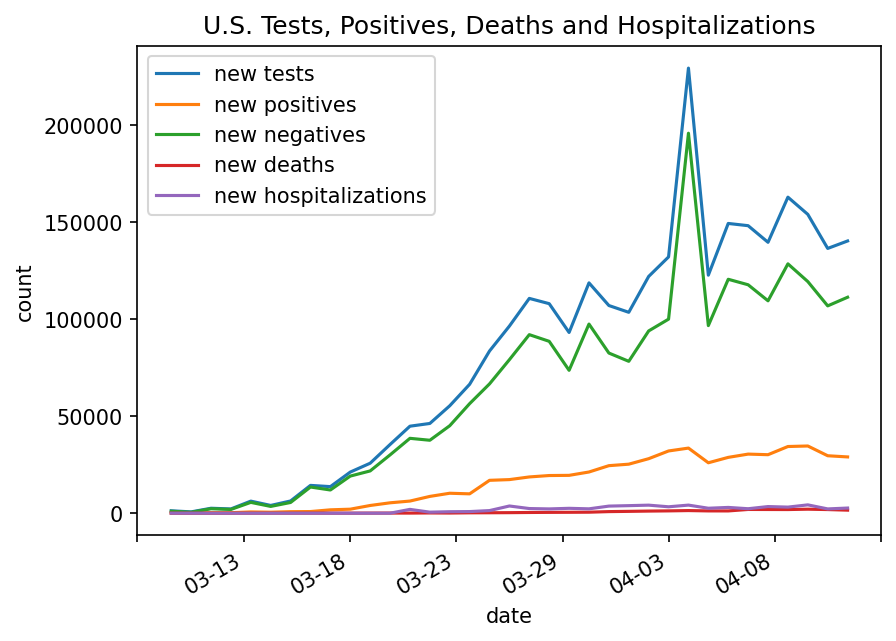 U.S. Tests, Positives, Deaths and Hospitalizations
new tests
new positives
new negatives
new deaths
new hospitalizations
200000
150000
100000
50000
0
count
03-13
03-18
03-23
03-29
04-03
04-08
date